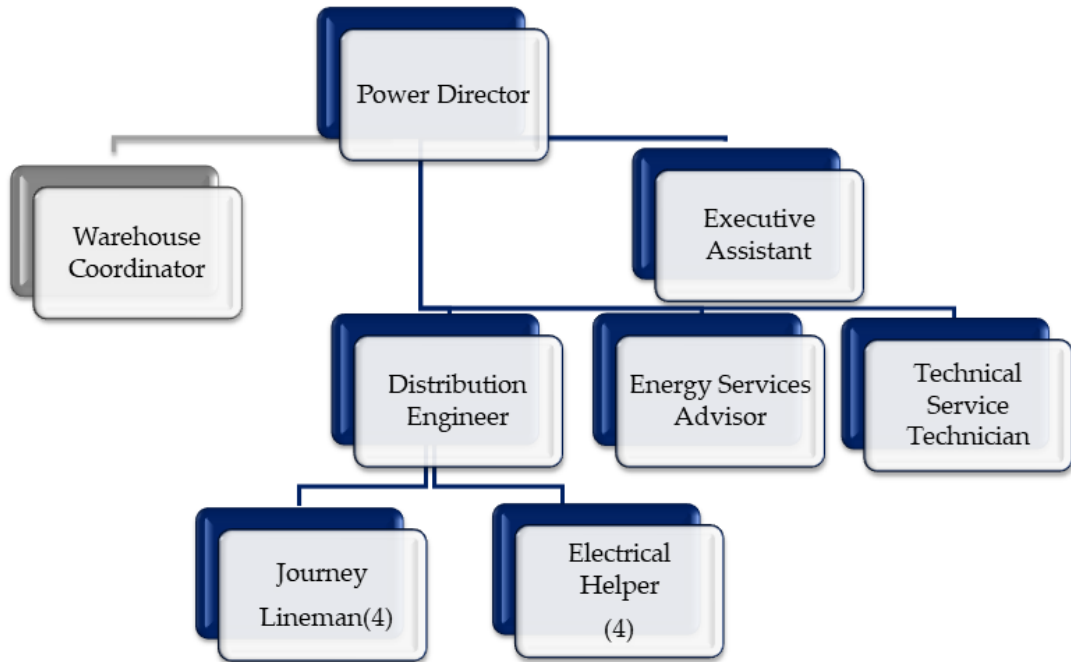 Power Director
Warehouse
Coordinator
Executive
Assistant
Distribution
Engineer
Energy Services
Advisor
Technical
Service
Technician
Journey
Lineman(4)
Electrical
Helper
(4)